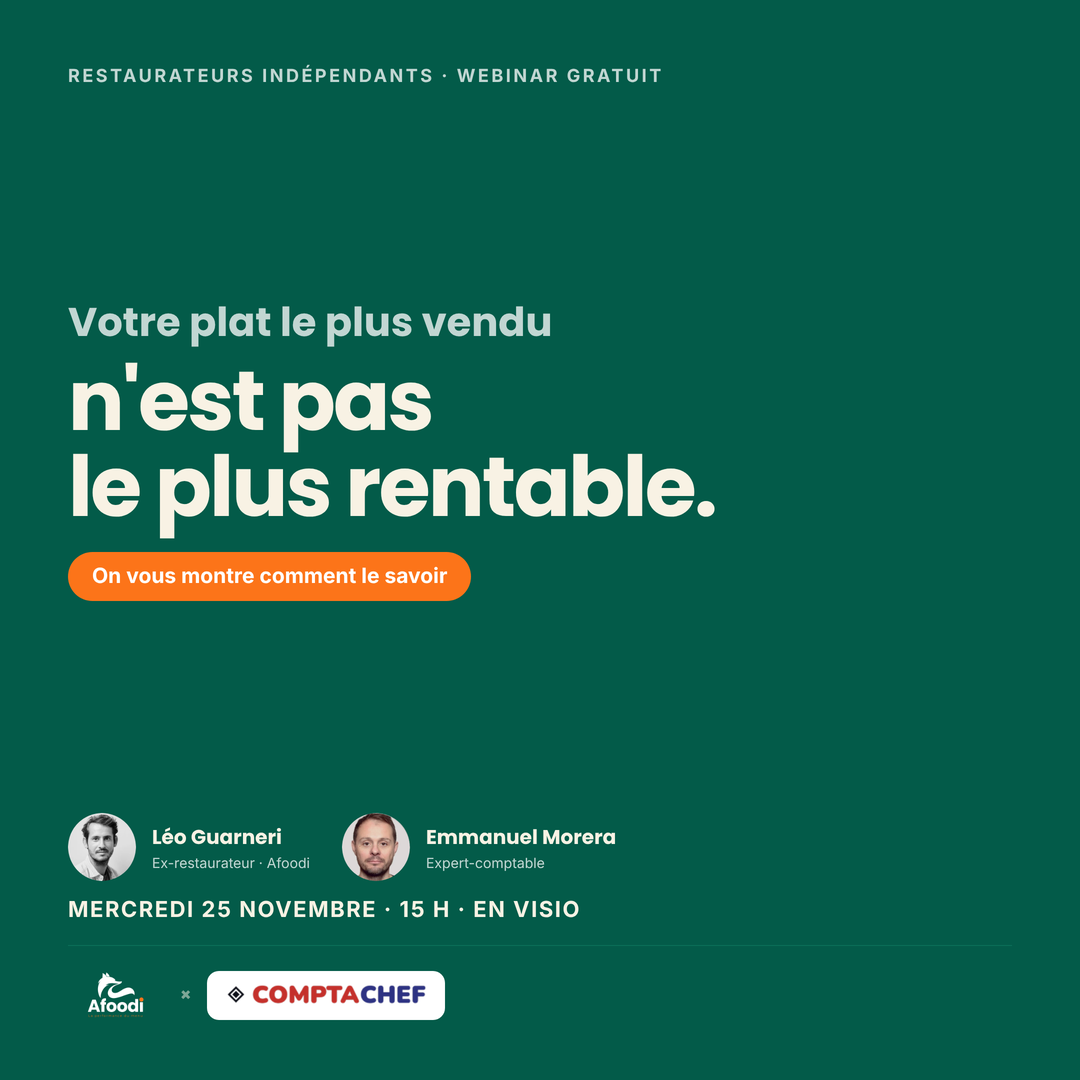 RESTAURATEURS INDÉPENDANTS · WEBINAR GRATUIT
Votre plat le plus vendu
n'est pas
le plus rentable.
On vous montre comment le savoir
Léo Guarneri
Ex-restaurateur · Afoodi
Emmanuel Morera
Expert-comptable
MERCREDI 25 NOVEMBRE · 15 H · EN VISIO
Afoodi
×
COMPTACHEF